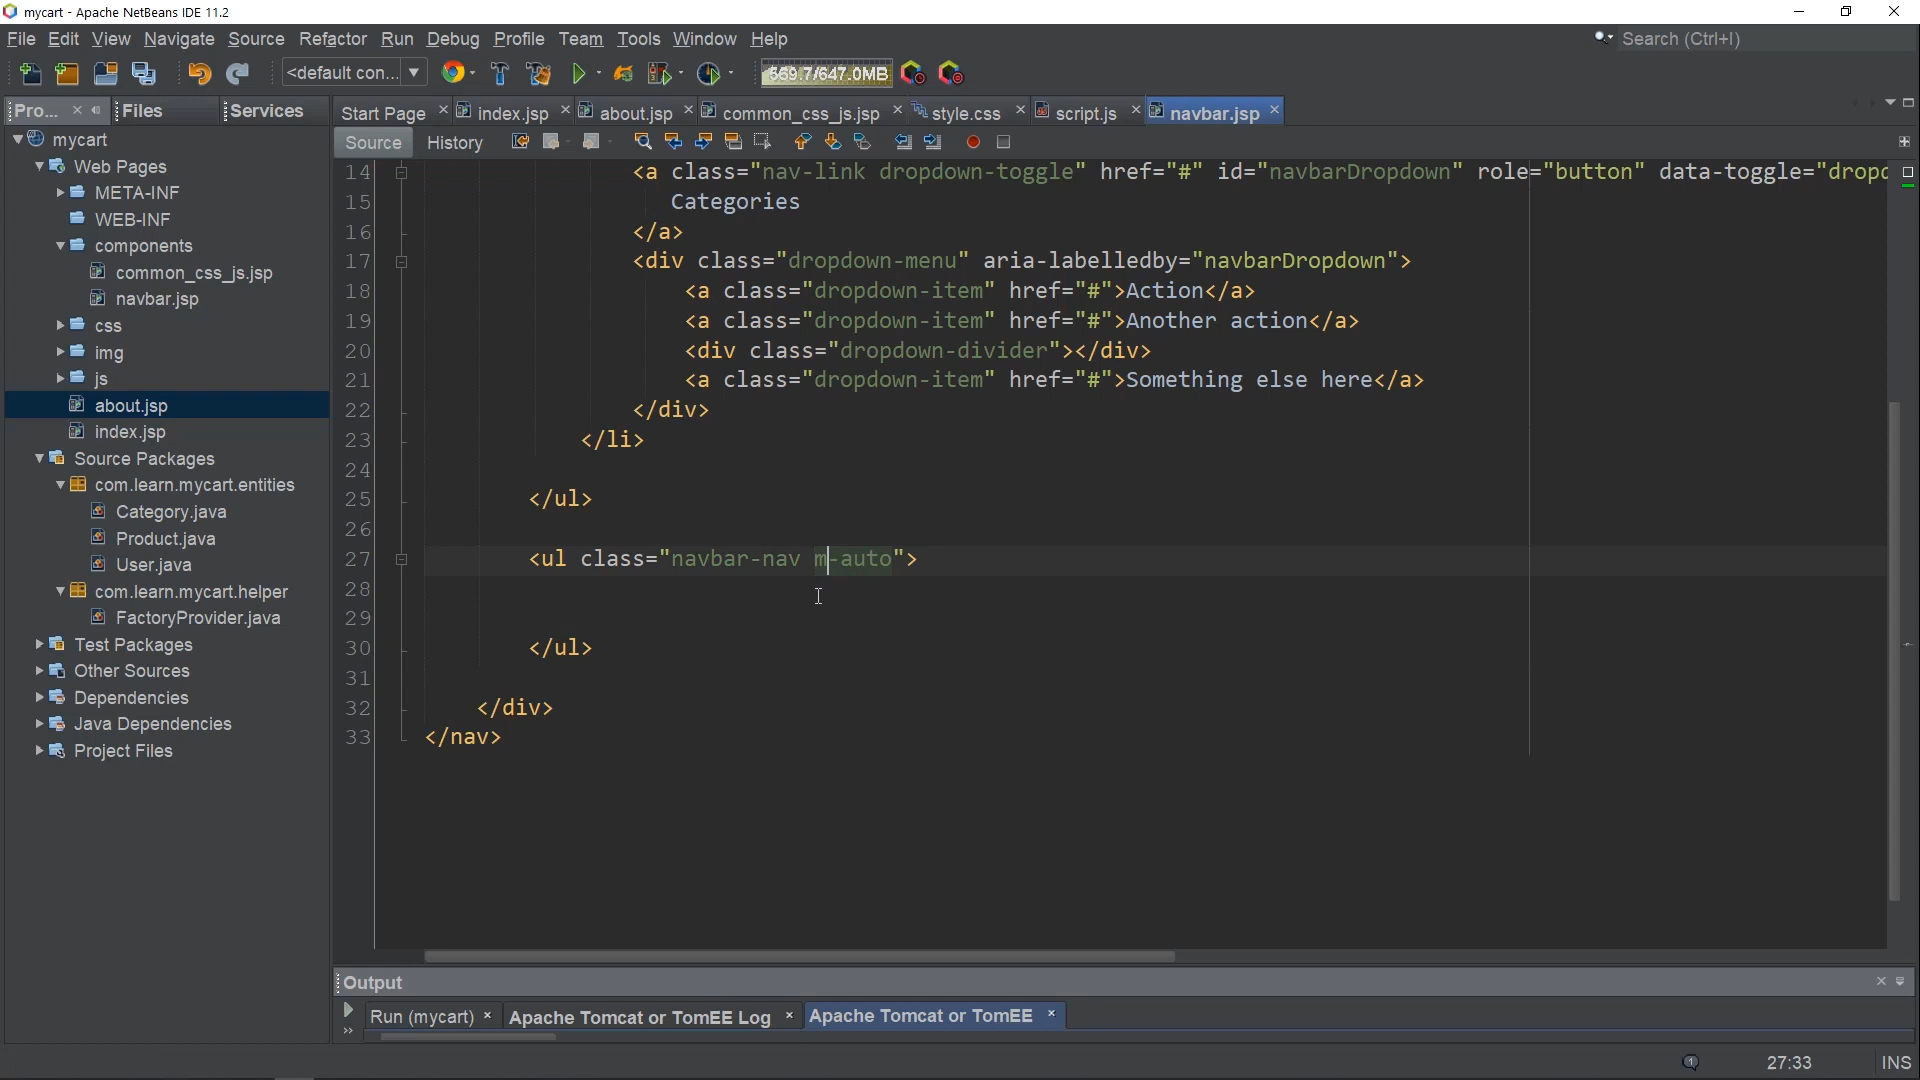 mycart - Apache NetBeans IDE 11.2
File Edit View Navigate Source Refactor Run Debug Profile Team Tools Window Help
Search (Ctrl+I)
<default con...
569.7/647.0MB
Pro... Files Services
Start Page index.jsp about.jsp common_css_js.jsp style.css script.js navbar.jsp
Source History
mycart
Web Pages
META-INF
WEB-INF
components
common_css_js.jsp
navbar.jsp
css
img
js
about.jsp
index.jsp
Source Packages
com.learn.mycart.entities
Category.java
Product.java
User.java
com.learn.mycart.helper
FactoryProvider.java
Test Packages
Other Sources
Dependencies
Java Dependencies
Project Files
14 <a class="nav-link dropdown-toggle" href="#" id="navbarDropdown" role="button" data-toggle="dropd
15 Categories
16 </a>
17 <div class="dropdown-menu" aria-labelledby="navbarDropdown">
18 <a class="dropdown-item" href="#">Action</a>
19 <a class="dropdown-item" href="#">Another action</a>
20 <div class="dropdown-divider"></div>
21 <a class="dropdown-item" href="#">Something else here</a>
22 </div>
23 </li>
24
25 </ul>
26
27 <ul class="navbar-nav m-auto">
28
29
30 </ul>
31
32 </div>
33 </nav>
Output
Run (mycart) Apache Tomcat or TomEE Log Apache Tomcat or TomEE
1 27:33 INS